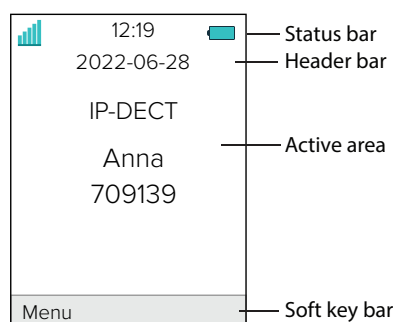 12:19
Status bar
2022-06-28
Header bar
IP-DECT
Anna
Active area
709139
Menu
Soft key bar